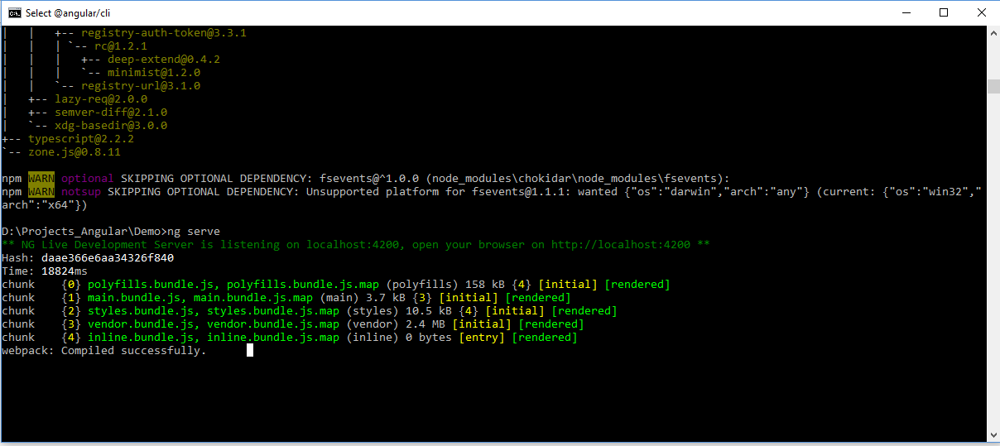 Select @angular/cli
|   |   +-- registry-auth-token@3.3.1
|   |   | `-- rc@1.2.1
|   |   |   +-- deep-extend@0.4.2
|   |   |   `-- minimist@1.2.0
|   |   `-- registry-url@3.1.0
|   +-- lazy-req@2.0.0
|   +-- semver-diff@2.1.0
|   `-- xdg-basedir@3.0.0
+-- typescript@2.2.2
`-- zone.js@0.8.11
npm WARN optional SKIPPING OPTIONAL DEPENDENCY: fsevents@^1.0.0 (node_modules\chokidar\node_modules\fsevents):
npm WARN notsup SKIPPING OPTIONAL DEPENDENCY: Unsupported platform for fsevents@1.1.1: wanted {"os":"darwin","arch":"any"} (current: {"os":"win32","
arch":"x64"})
D:\Projects_Angular\Demo>ng serve
** NG Live Development Server is listening on localhost:4200, open your browser on http://localhost:4200 **
Hash: daae366e6aa34326f840
Time: 18824ms
chunk    {0} polyfills.bundle.js, polyfills.bundle.js.map (polyfills) 158 kB {4} [initial] [rendered]
chunk    {1} main.bundle.js, main.bundle.js.map (main) 3.7 kB {3} [initial] [rendered]
chunk    {2} styles.bundle.js, styles.bundle.js.map (styles) 10.5 kB {4} [initial] [rendered]
chunk    {3} vendor.bundle.js, vendor.bundle.js.map (vendor) 2.4 MB [initial] [rendered]
chunk    {4} inline.bundle.js, inline.bundle.js.map (inline) 0 bytes [entry] [rendered]
webpack: Compiled successfully.